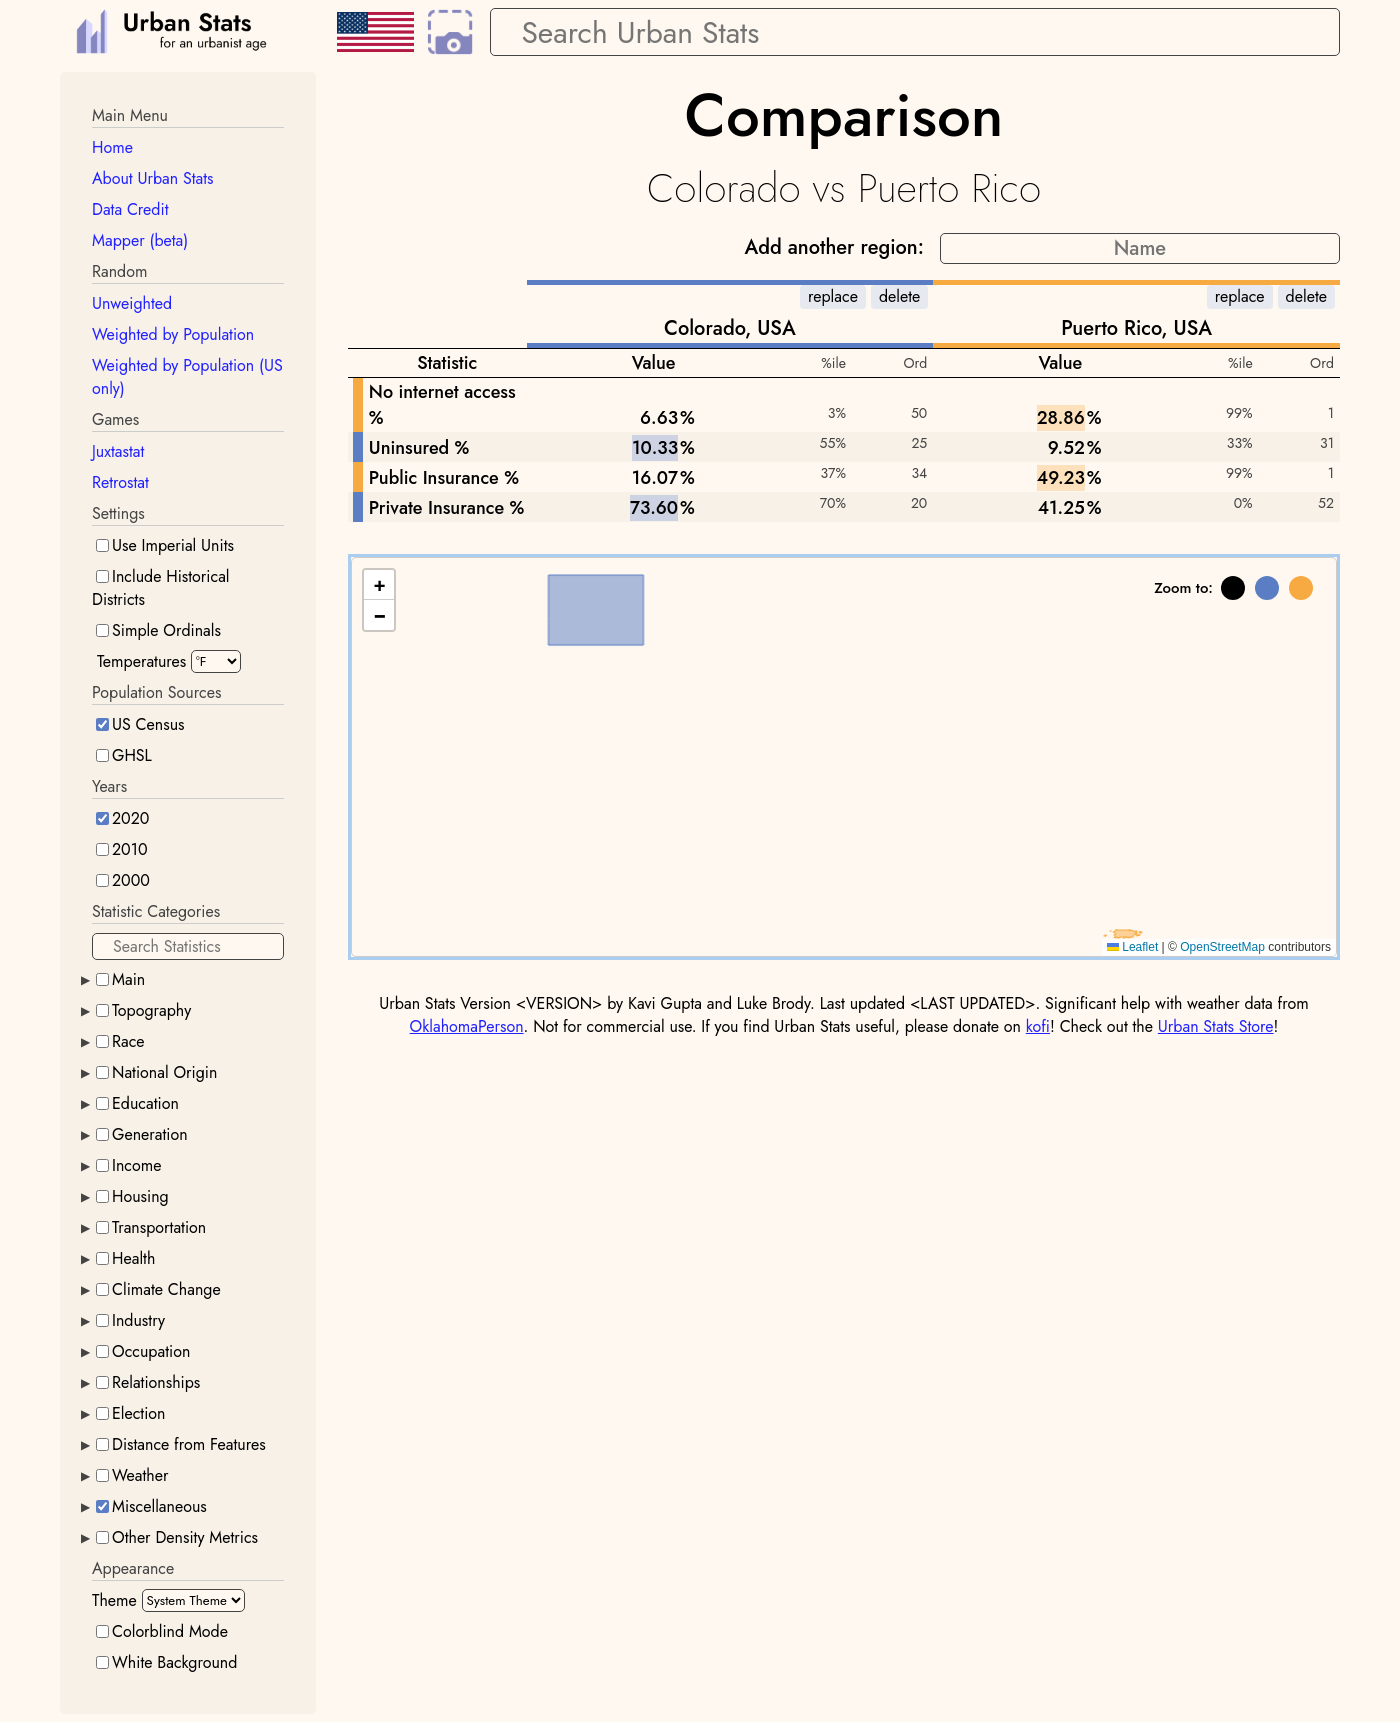 Urban Stats
for an urbanist age
Search Urban Stats
Main Menu
Home
About Urban Stats
Data Credit
Mapper (beta)
Random
Unweighted
Weighted by Population
Weighted by Population (US
only)
Games
Juxtastat
Retrostat
Settings
Use Imperial Units
Include Historical
Districts
Simple Ordinals
Temperatures °F
Population Sources
US Census
GHSL
Years
2020
2010
2000
Statistic Categories
Search Statistics
Main
Topography
Race
National Origin
Education
Generation
Income
Housing
Transportation
Health
Climate Change
Industry
Occupation
Relationships
Election
Distance from Features
Weather
Miscellaneous
Other Density Metrics
Appearance
Theme System Theme
Colorblind Mode
White Background
Comparison
Colorado vs Puerto Rico
Add another region: Name
replace delete replace delete
Colorado, USA Puerto Rico, USA
Statistic Value %ile Ord Value %ile Ord
No internet access
% 6.63% 3% 50 28.86% 99% 1
Uninsured % 10.33% 55% 25 9.52% 33% 31
Public Insurance % 16.07% 37% 34 49.23% 99% 1
Private Insurance % 73.60% 70% 20 41.25% 0% 52
+
−
Zoom to:
Leaflet | © OpenStreetMap contributors
Urban Stats Version <VERSION> by Kavi Gupta and Luke Brody. Last updated <LAST UPDATED>. Significant help with weather data from
OklahomaPerson. Not for commercial use. If you find Urban Stats useful, please donate on kofi! Check out the Urban Stats Store!